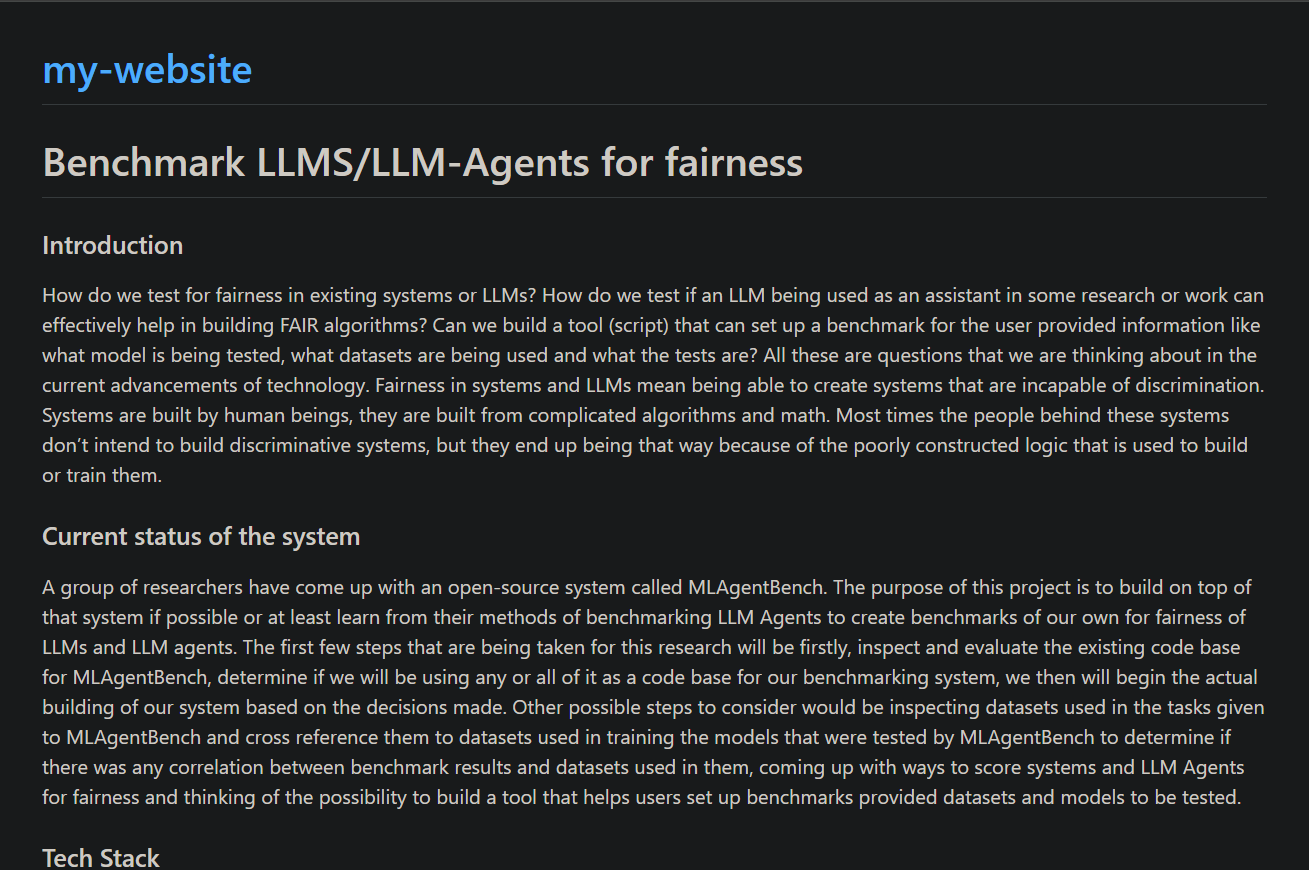 my-website
Benchmark LLMS/LLM-Agents for fairness
Introduction
How do we test for fairness in existing systems or LLMs? How do we test if an LLM being used as an assistant in some research or work can
effectively help in building FAIR algorithms? Can we build a tool (script) that can set up a benchmark for the user provided information like
what model is being tested, what datasets are being used and what the tests are? All these are questions that we are thinking about in the
current advancements of technology. Fairness in systems and LLMs mean being able to create systems that are incapable of discrimination.
Systems are built by human beings, they are built from complicated algorithms and math. Most times the people behind these systems
don’t intend to build discriminative systems, but they end up being that way because of the poorly constructed logic that is used to build
or train them.
Current status of the system
A group of researchers have come up with an open-source system called MLAgentBench. The purpose of this project is to build on top of
that system if possible or at least learn from their methods of benchmarking LLM Agents to create benchmarks of our own for fairness of
LLMs and LLM agents. The first few steps that are being taken for this research will be firstly, inspect and evaluate the existing code base
for MLAgentBench, determine if we will be using any or all of it as a code base for our benchmarking system, we then will begin the actual
building of our system based on the decisions made. Other possible steps to consider would be inspecting datasets used in the tasks given
to MLAgentBench and cross reference them to datasets used in training the models that were tested by MLAgentBench to determine if
there was any correlation between benchmark results and datasets used in them, coming up with ways to score systems and LLM Agents
for fairness and thinking of the possibility to build a tool that helps users set up benchmarks provided datasets and models to be tested.
Tech Stack